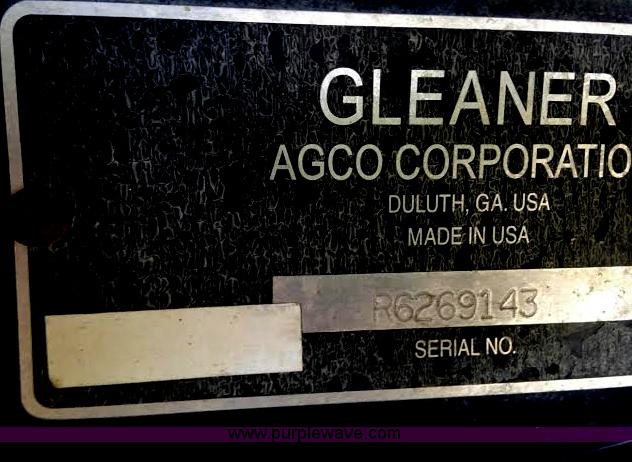 GLEANER
AGCO CORPORATIO
DULUTH, GA. USA
MADE IN USA
R6269143
SERIAL NO.
www.purplewave.com